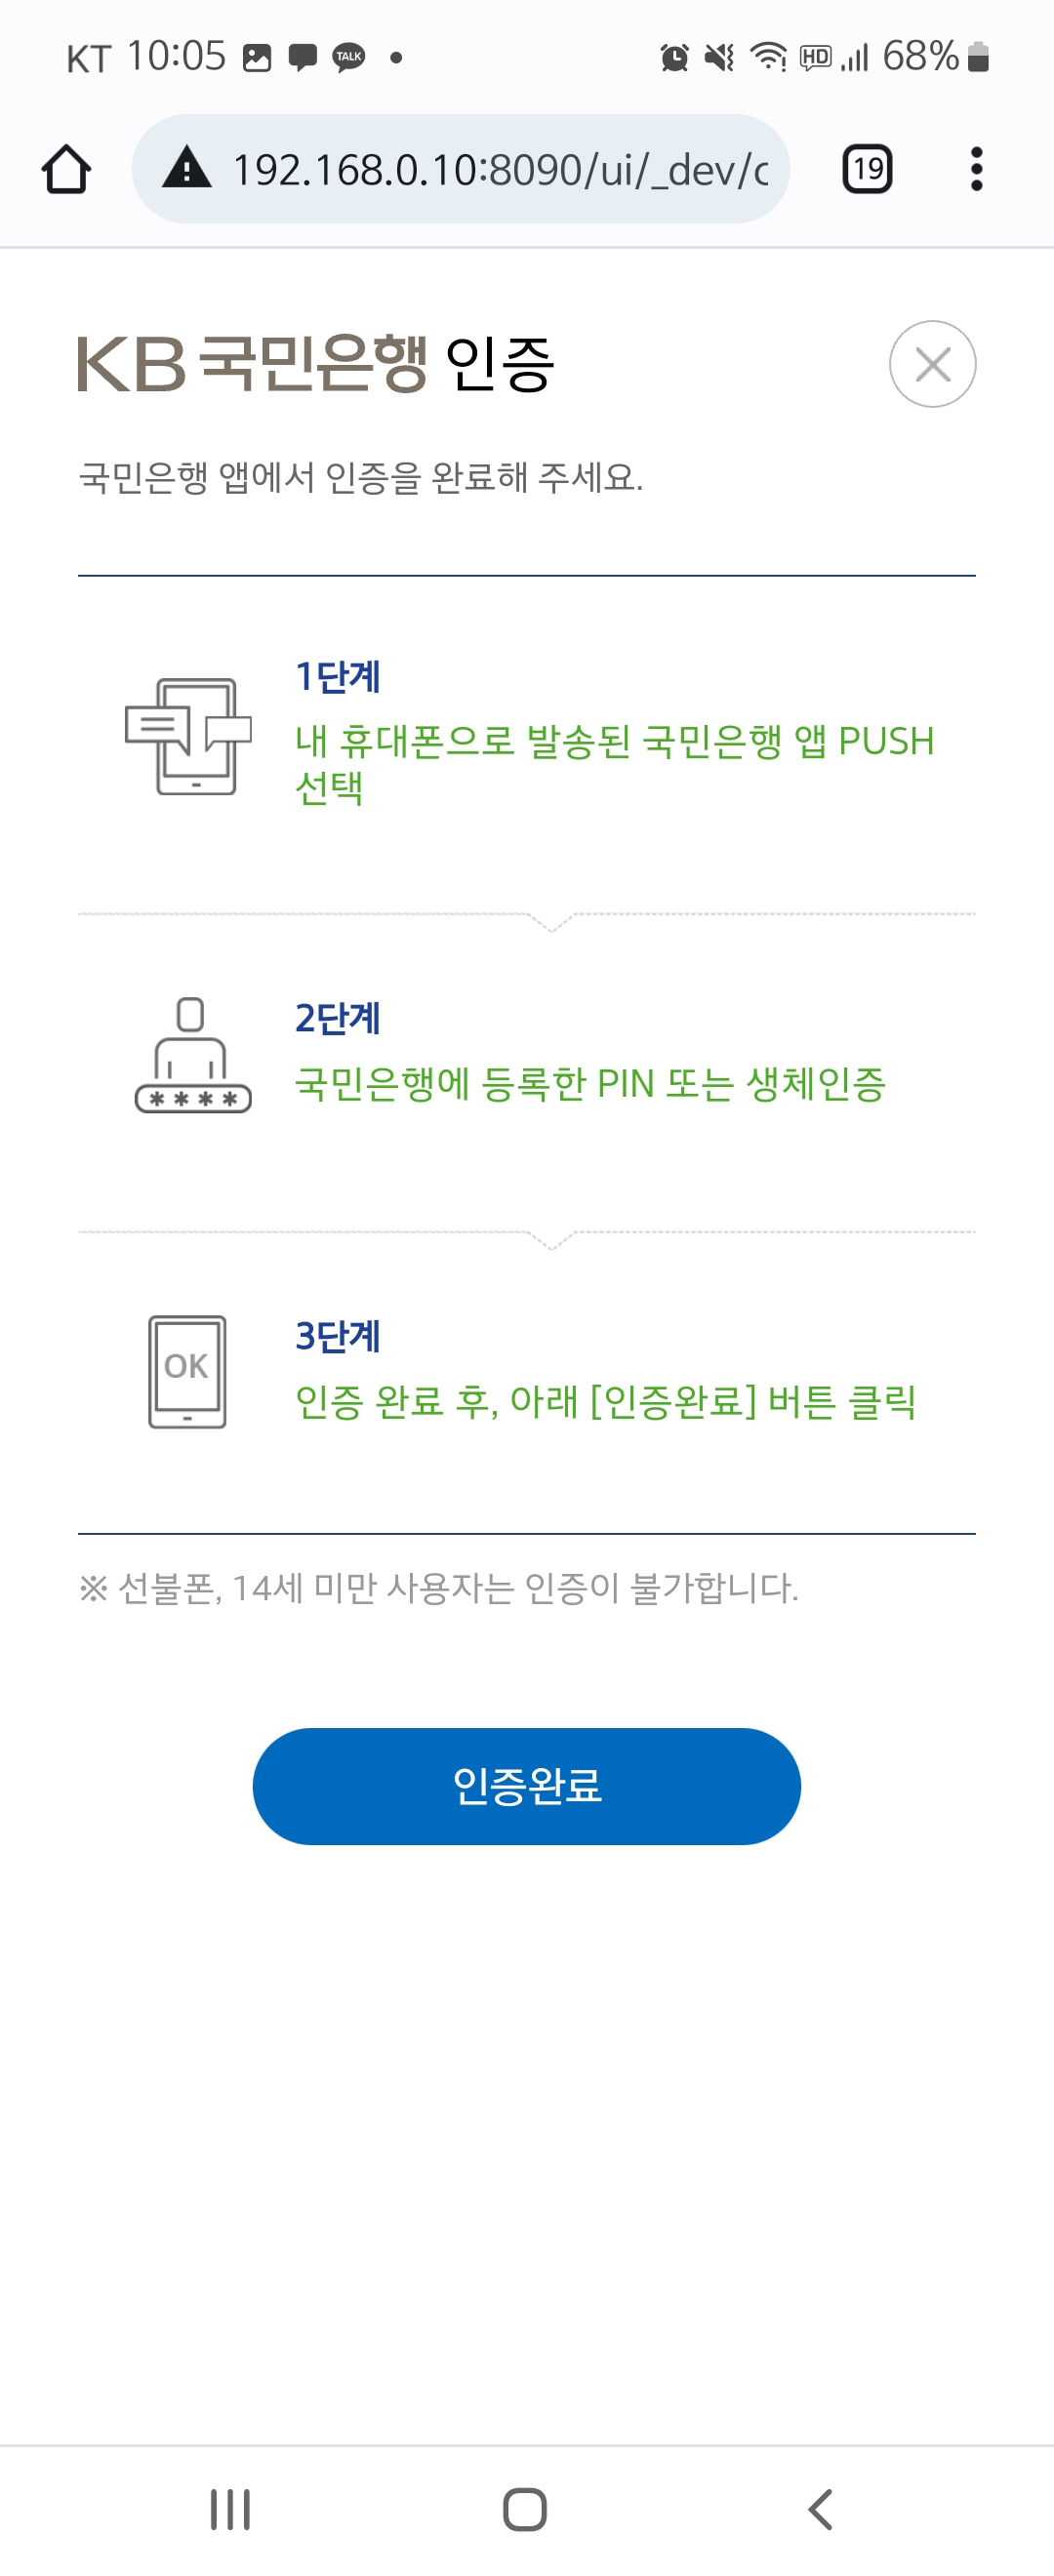 KT 10:05 TALK HD 68%
192.168.0.10:8090/ui/_dev/c 19
KB 국민은행 인증
국민은행 앱에서 인증을 완료해 주세요.
1단계
내 휴대폰으로 발송된 국민은행 앱 PUSH
선택
2단계
국민은행에 등록한 PIN 또는 생체인증
****
3단계
OK
인증 완료 후, 아래 [인증완료] 버튼 클릭
※ 선불폰, 14세 미만 사용자는 인증이 불가합니다.
인증완료